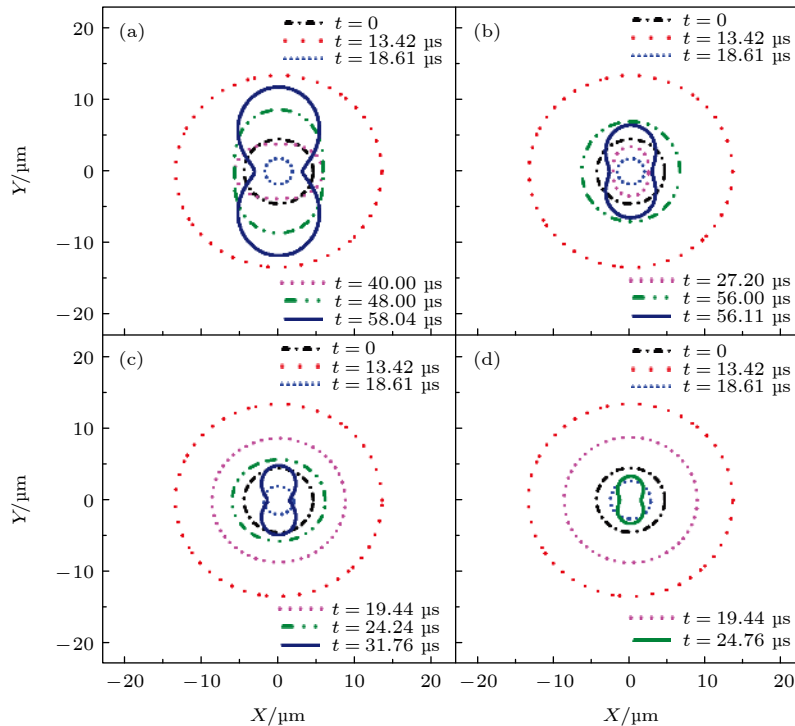 (a)
t = 0
t = 13.42 µs
t = 18.61 µs
t = 40.00 µs
t = 48.00 µs
t = 58.04 µs
(b)
t = 0
t = 13.42 µs
t = 18.61 µs
t = 27.20 µs
t = 56.00 µs
t = 56.11 µs
20
10
0
−10
−20
Y/µm
(c)
t = 0
t = 13.42 µs
t = 18.61 µs
t = 19.44 µs
t = 24.24 µs
t = 31.76 µs
(d)
t = 0
t = 13.42 µs
t = 18.61 µs
t = 19.44 µs
t = 24.76 µs
20
10
0
−10
−20
Y/µm
−20 −10 0 10 20
X/µm
−20 −10 0 10 20
X/µm